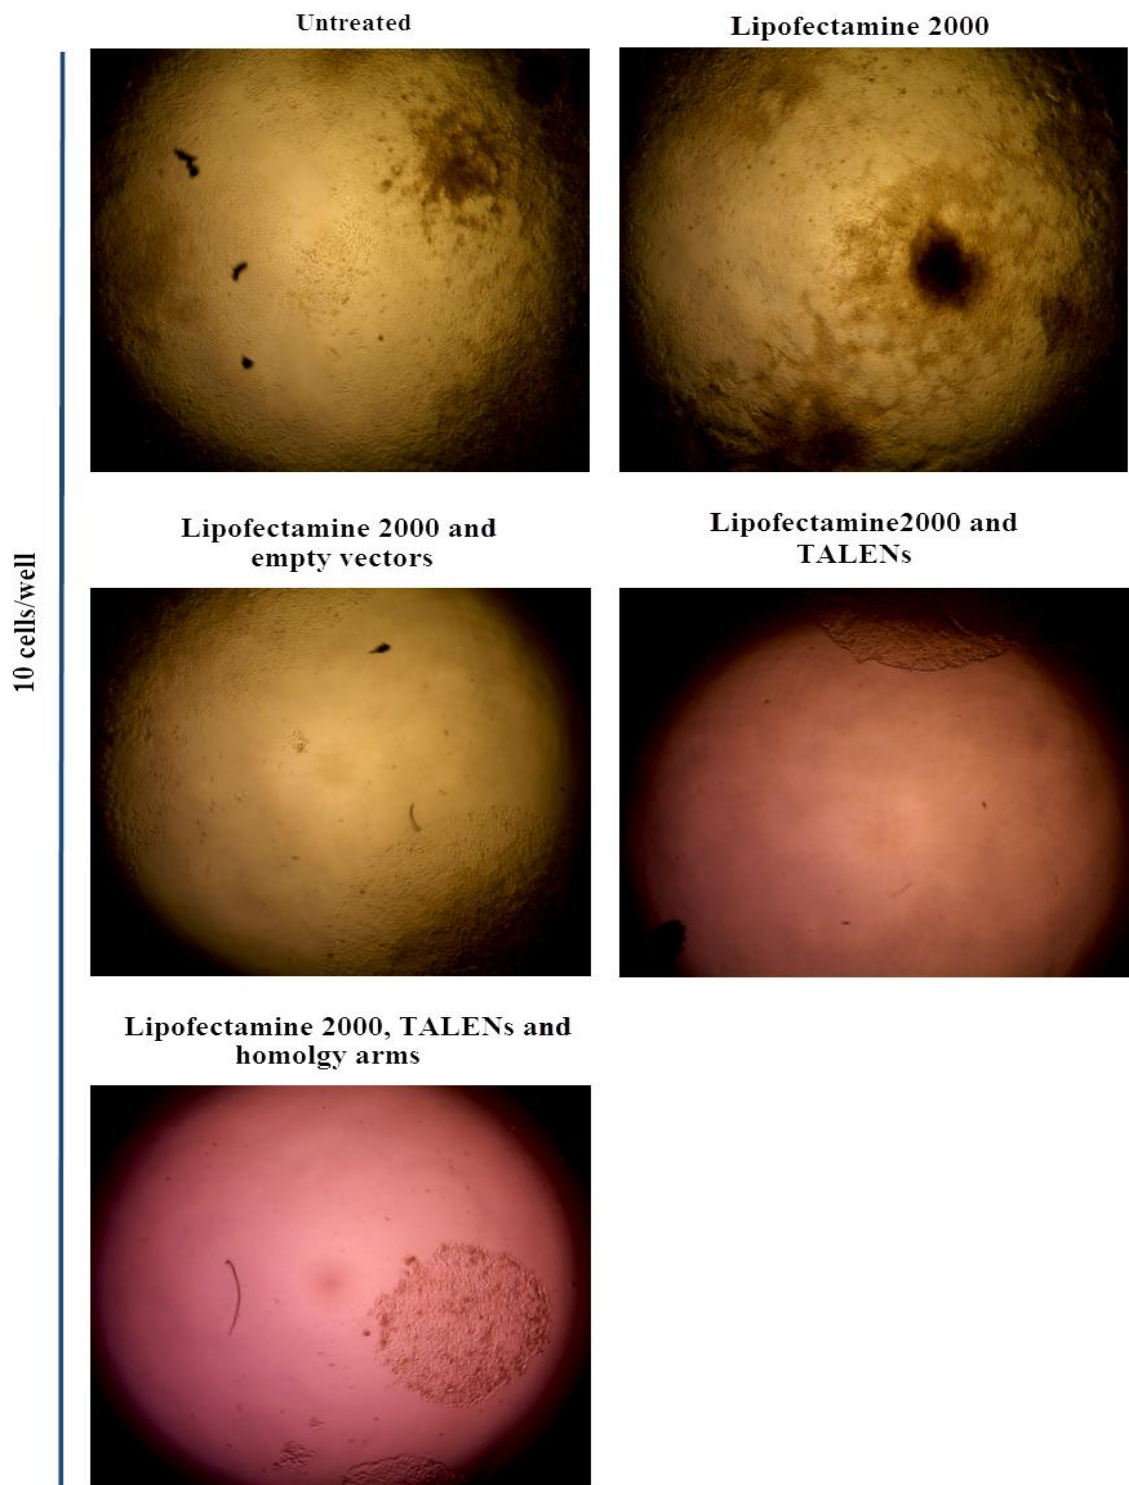 Untreated
Lipofectamine 2000
10 cells/well
Lipofectamine 2000 and
empty vectors
Lipofectamine2000 and
TALENs
Lipofectamine 2000, TALENs and
homolgy arms